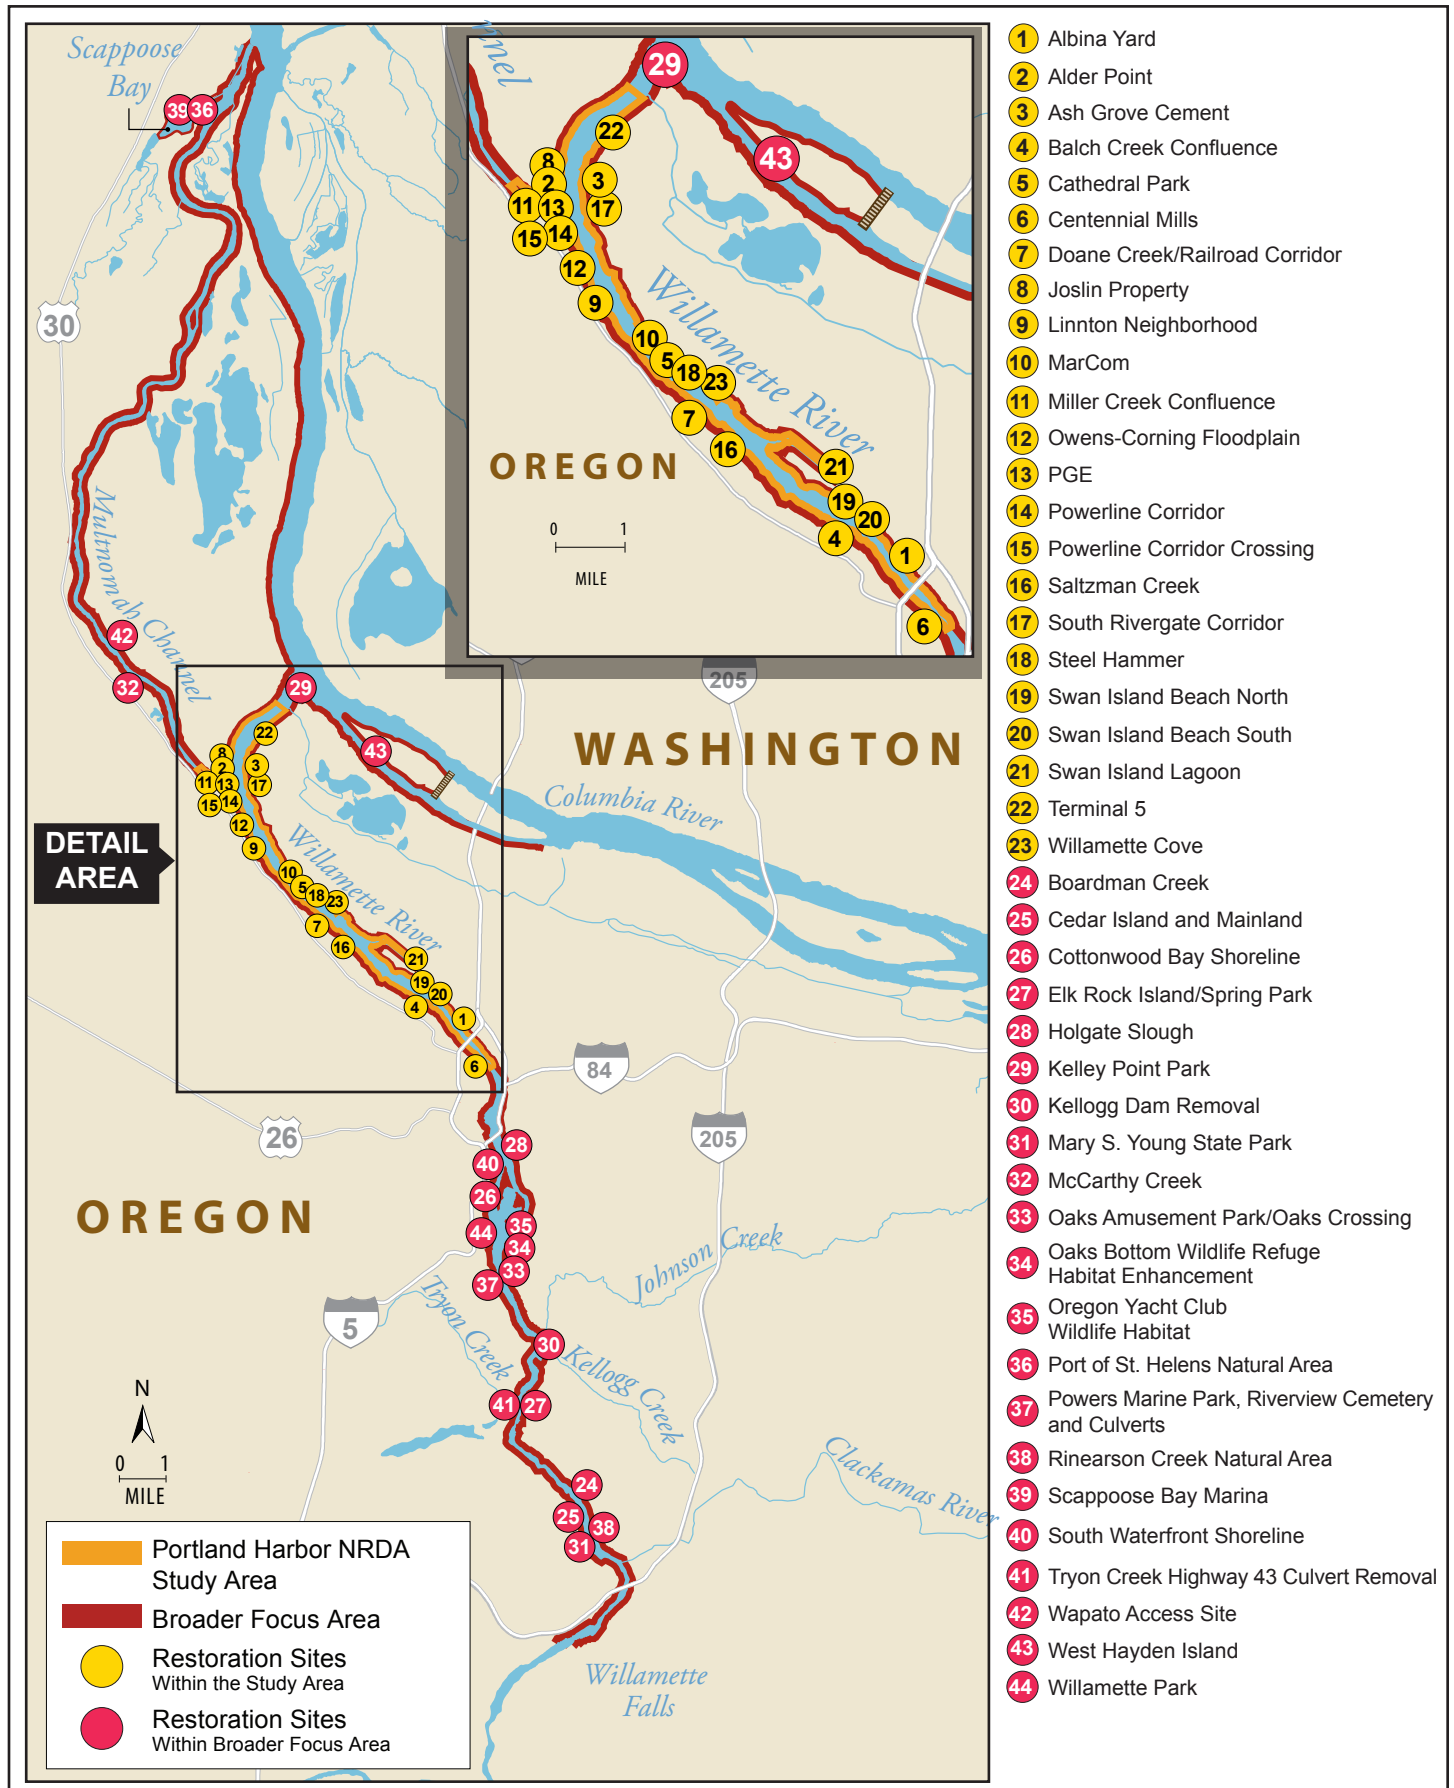 Scappoose
Bay
39
36
30
Multnomah Channel
42
32
nnel
29
22
8
2
3
11
13
17
15
14
12
9
Willamette River
10
5
18
23
7
16
21
19
20
4
1
6
43
OREGON
0 1
MILE
205
29
22
8
2
3
11
13
17
15
14
12
9
43
WASHINGTON
Columbia River
DETAIL
AREA
Willamette River
10
5
18
23
7
16
21
19
20
4
1
6
84
26
205
OREGON
28
40
26
44
35
34
33
37
Johnson Creek
Tryon Creek
5
30
Kellogg Creek
41
27
Clackamas River
24
25
38
31
N
0 1
MILE
Willamette
Falls
Portland Harbor NRDA
Study Area
Broader Focus Area
Restoration Sites
Within the Study Area
Restoration Sites
Within Broader Focus Area
1 Albina Yard
2 Alder Point
3 Ash Grove Cement
4 Balch Creek Confluence
5 Cathedral Park
6 Centennial Mills
7 Doane Creek/Railroad Corridor
8 Joslin Property
9 Linnton Neighborhood
10 MarCom
11 Miller Creek Confluence
12 Owens-Corning Floodplain
13 PGE
14 Powerline Corridor
15 Powerline Corridor Crossing
16 Saltzman Creek
17 South Rivergate Corridor
18 Steel Hammer
19 Swan Island Beach North
20 Swan Island Beach South
21 Swan Island Lagoon
22 Terminal 5
23 Willamette Cove
24 Boardman Creek
25 Cedar Island and Mainland
26 Cottonwood Bay Shoreline
27 Elk Rock Island/Spring Park
28 Holgate Slough
29 Kelley Point Park
30 Kellogg Dam Removal
31 Mary S. Young State Park
32 McCarthy Creek
33 Oaks Amusement Park/Oaks Crossing
34 Oaks Bottom Wildlife Refuge
Habitat Enhancement
35 Oregon Yacht Club
Wildlife Habitat
36 Port of St. Helens Natural Area
37 Powers Marine Park, Riverview Cemetery
and Culverts
38 Rinearson Creek Natural Area
39 Scappoose Bay Marina
40 South Waterfront Shoreline
41 Tryon Creek Highway 43 Culvert Removal
42 Wapato Access Site
43 West Hayden Island
44 Willamette Park